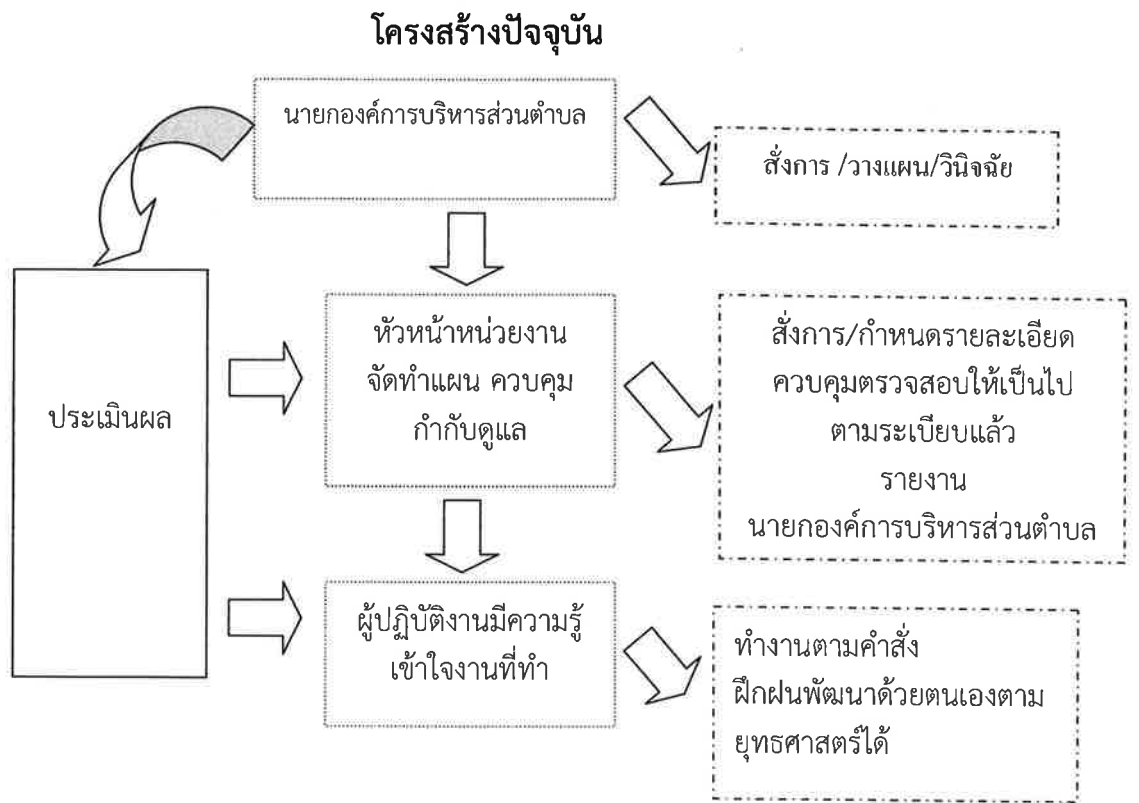 โครงสร้างปัจจุบัน
นายกองค์การบริหารส่วนตำบล
สั่งการ /วางแผน/วินิจฉัย
ประเมินผล
หัวหน้าหน่วยงาน
จัดทำแผน ควบคุม
กำกับดูแล
สั่งการ/กำหนดรายละเอียด
ควบคุมตรวจสอบให้เป็นไป
ตามระเบียบแล้ว
รายงาน
นายกองค์การบริหารส่วนตำบล
ผู้ปฏิบัติงานมีความรู้
เข้าใจงานที่ทำ
ทำงานตามคำสั่ง
ฝึกฝนพัฒนาด้วยตนเองตาม
ยุทธศาสตร์ได้